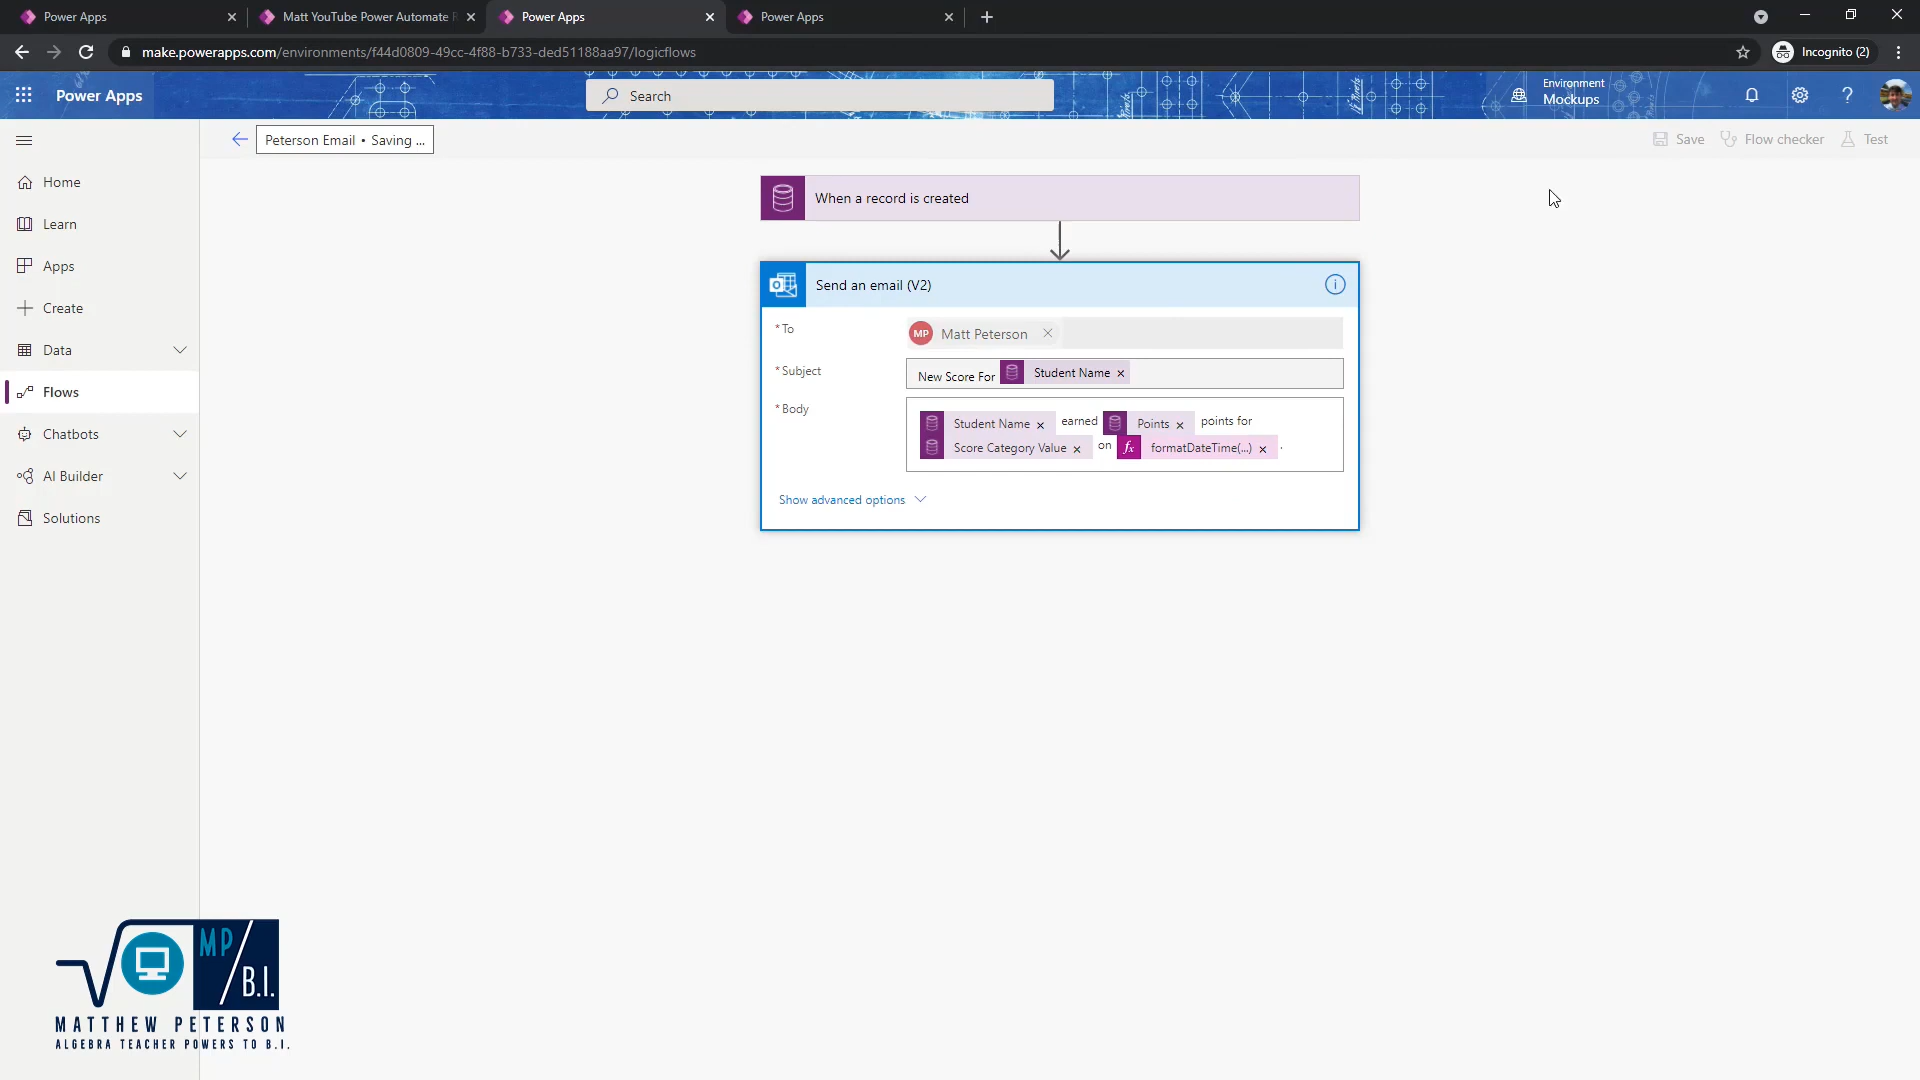 Power Apps
Matt YouTube Power Automate
Power Apps
Power Apps
make.powerapps.com/environments/f44d0809-49cc-4f88-b733-ded51188aa97/logicflows
Incognito (2)
Power Apps
Search
Environment
Mockups
Peterson Email • Saving ...
Save
Flow checker
Test
Home
Learn
Apps
Create
Data
Flows
Chatbots
AI Builder
Solutions
When a record is created
Send an email (V2)
* To
MP Matt Peterson
* Subject
New Score For Student Name
* Body
Student Name earned Points points for
Score Category Value on fx formatDateTime(...) .
Show advanced options
MP
B.I.
MATTHEW PETERSON
ALGEBRA TEACHER POWERS TO B.I.